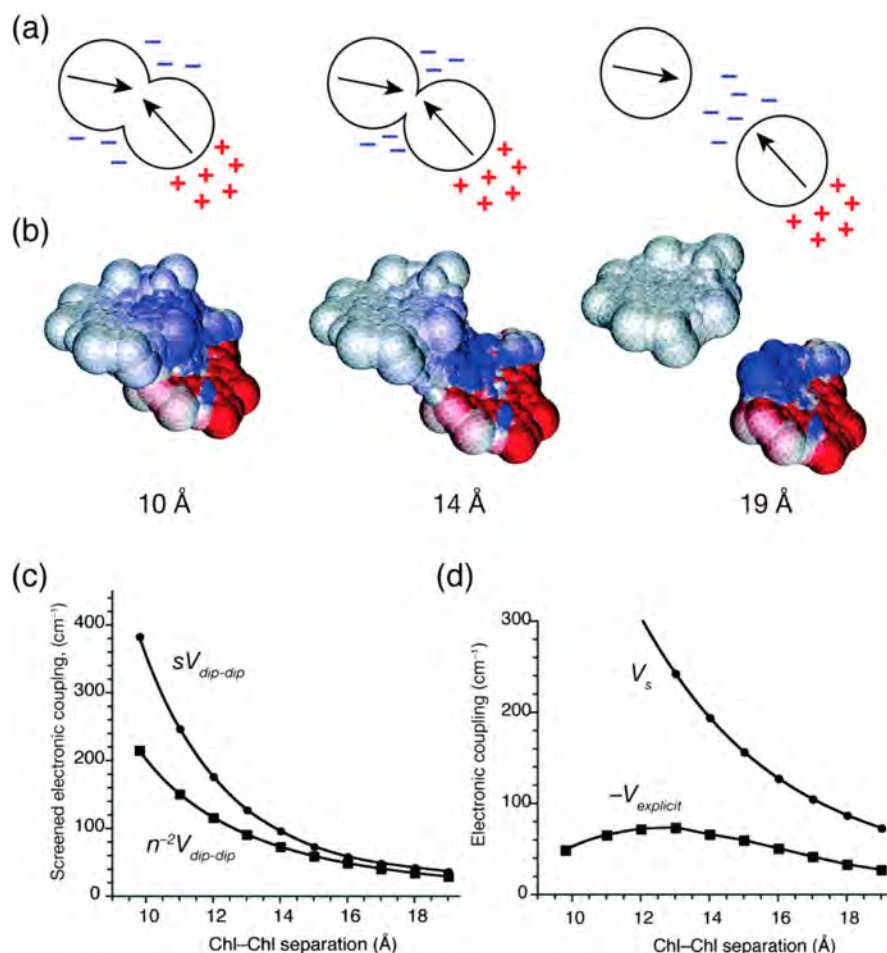 (a)
(b)
10 Å 14 Å 19 Å
(c)
Screened electronic coupling, (cm⁻¹)
400
300
200
100
0
sV_dip-dip
n⁻²V_dip-dip
10 12 14 16 18
Chl–Chl separation (Å)
(d)
Electronic coupling (cm⁻¹)
300
200
100
0
V_s
–V_explicit
10 12 14 16 18
Chl–Chl separation (Å)